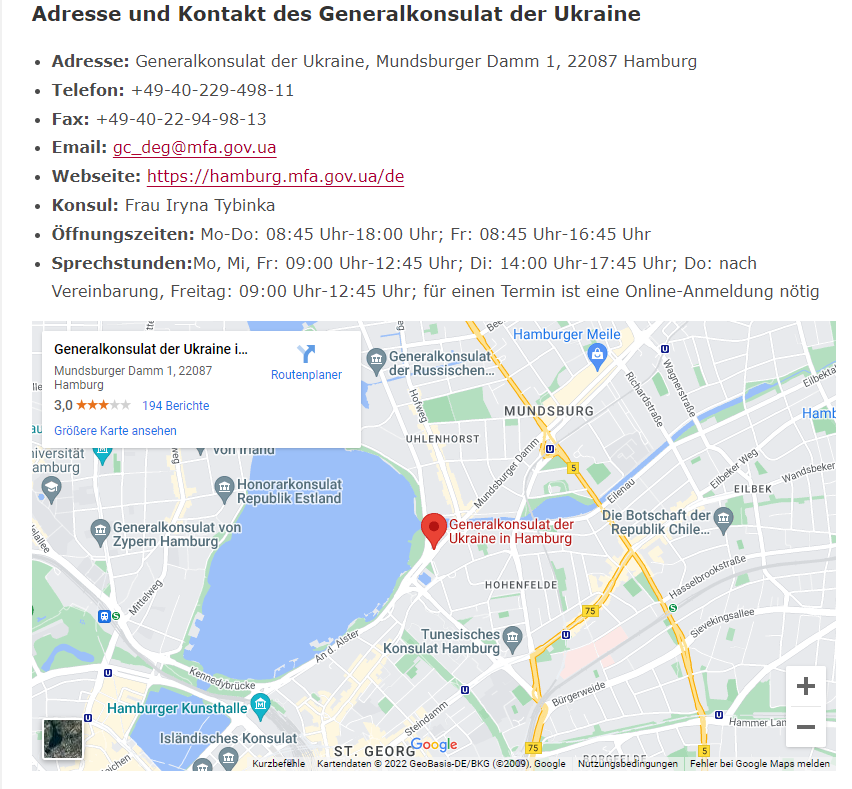 Adresse und Kontakt des Generalkonsulat der Ukraine
Adresse: Generalkonsulat der Ukraine, Mundsburger Damm 1, 22087 Hamburg
Telefon: +49-40-229-498-11
Fax: +49-40-22-94-98-13
Email: gc_deg@mfa.gov.ua
Webseite: https://hamburg.mfa.gov.ua/de
Konsul: Frau Iryna Tybinka
Öffnungszeiten: Mo-Do: 08:45 Uhr-18:00 Uhr; Fr: 08:45 Uhr-16:45 Uhr
Sprechstunden:Mo, Mi, Fr: 09:00 Uhr-12:45 Uhr; Di: 14:00 Uhr-17:45 Uhr; Do: nach
Vereinbarung, Freitag: 09:00 Uhr-12:45 Uhr; für einen Termin ist eine Online-Anmeldung nötig
Generalkonsulat der Ukraine i...
Mundsburger Damm 1, 22087
Hamburg
3,0
194 Berichte
Größere Karte ansehen
Routenplaner
Generalkonsulat
der Russischen...
Hamburger Meile
Wagnerstraße
Richardstraße
MUNDSBURG
Hofweg
UHLENHORST
Mundsburger Damm
5
Eilenau
Eilbeker Weg
Wandsbeker
EILBEK
von Irland
Honorarkonsulat
Republik Estland
Generalkonsulat von
Zypern Hamburg
Generalkonsulat der
Ukraine in Hamburg
Die Botschaft der
Republik Chile...
HOHENFELDE
Hasselbrookstraße
Mittelweg
75
Sievekingsallee
Tunesisches
Konsulat Hamburg
An d. Alster
Kennedybrücke
Bürgerweide
Hamburger Kunsthalle
Steindamm
Hammer Lan
Isländisches Konsulat
ST. GEORG
Google
75
5
Kurzbefehle
Kartendaten © 2022 GeoBasis-DE/BKG (©2009), Google
Nutzungsbedingungen
Fehler bei Google Maps melden